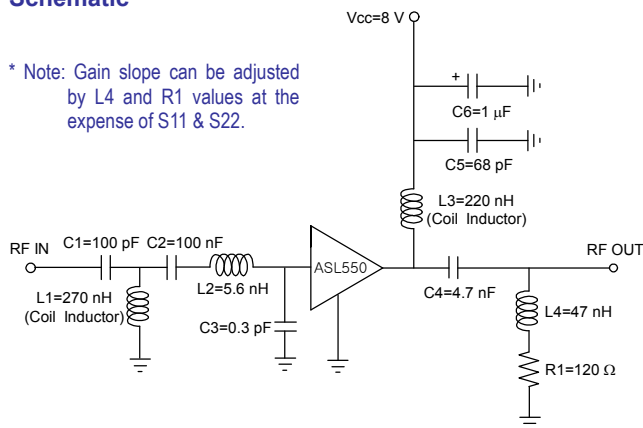 Schematic
Vcc=8 V
* Note: Gain slope can be adjusted
by L4 and R1 values at the
expense of S11 & S22.
+
C6=1 μF
C5=68 pF
L3=220 nH
(Coil Inductor)
RF IN
C1=100 pF
C2=100 nF
ASL550
RF OUT
L2=5.6 nH
C4=4.7 nF
L1=270 nH
(Coil Inductor)
C3=0.3 pF
L4=47 nH
R1=120 Ω